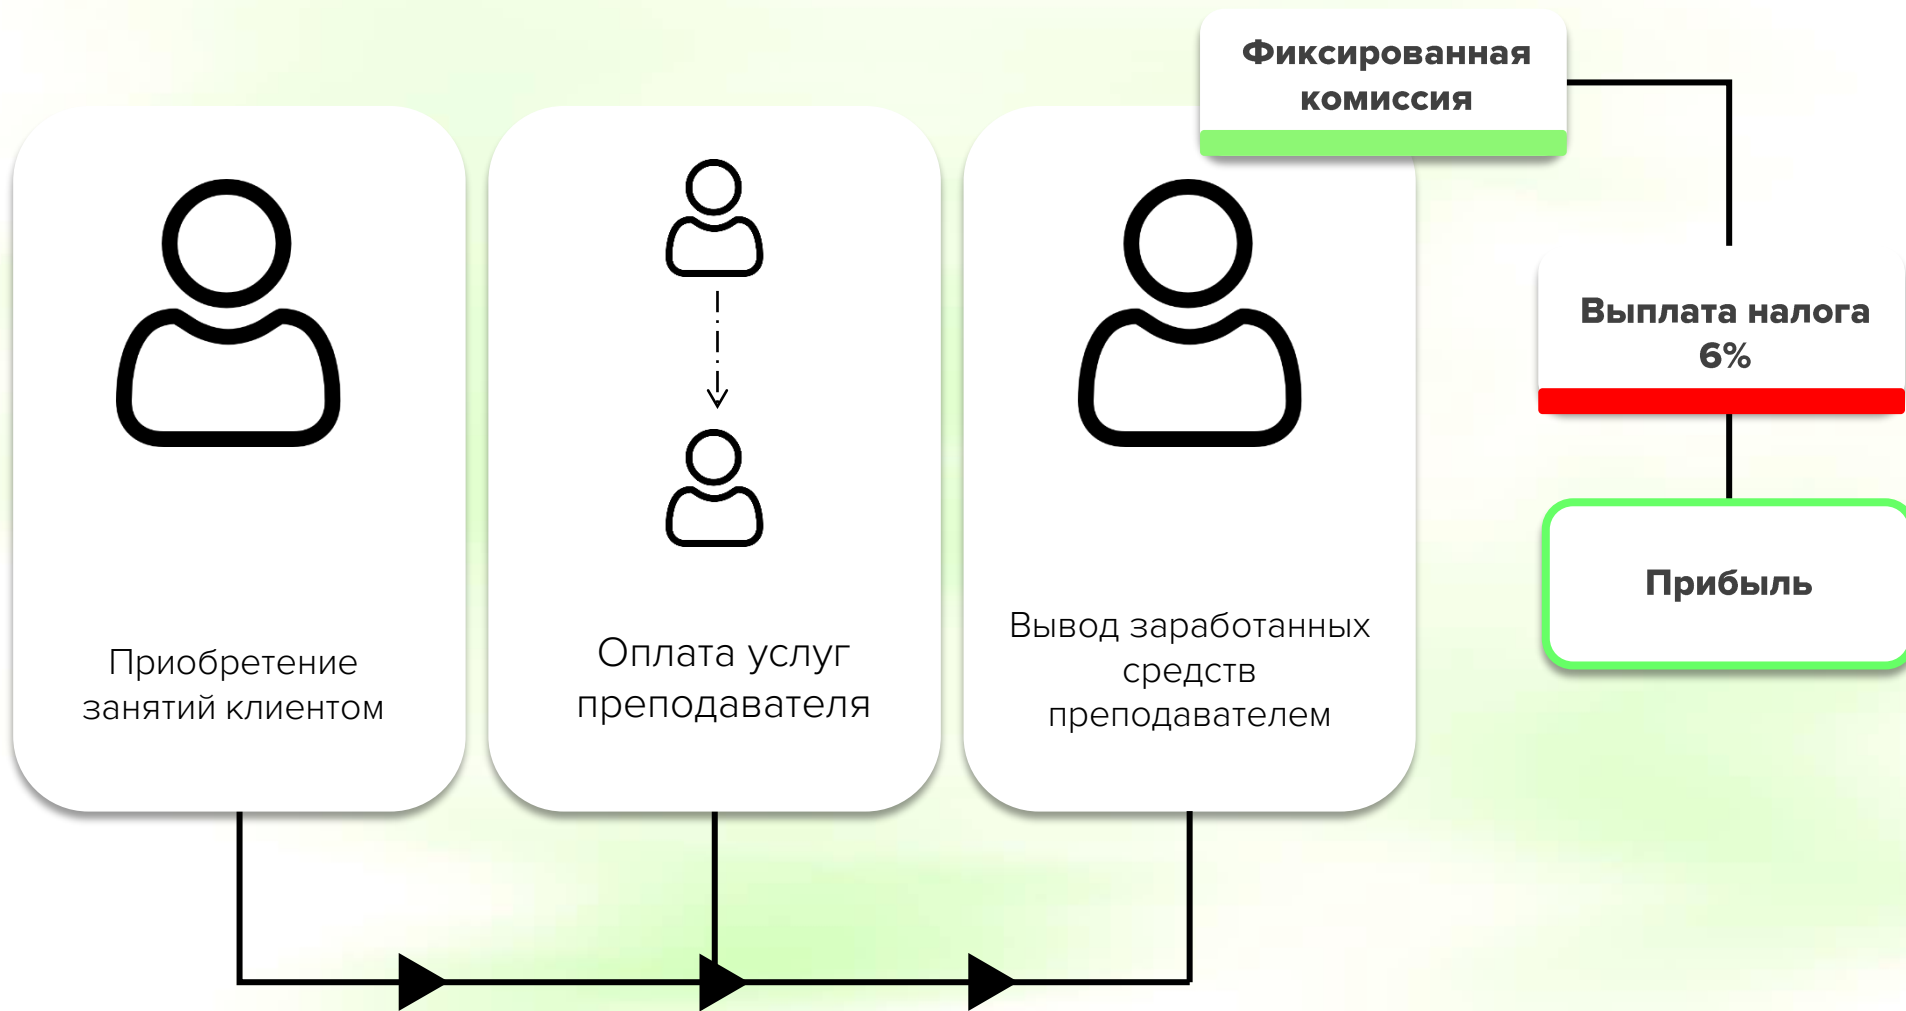 Фиксированная
комиссия
Выплата налога
6%
Прибыль
Приобретение
занятий клиентом
Оплата услуг
преподавателя
Вывод заработанных
средств
преподавателем